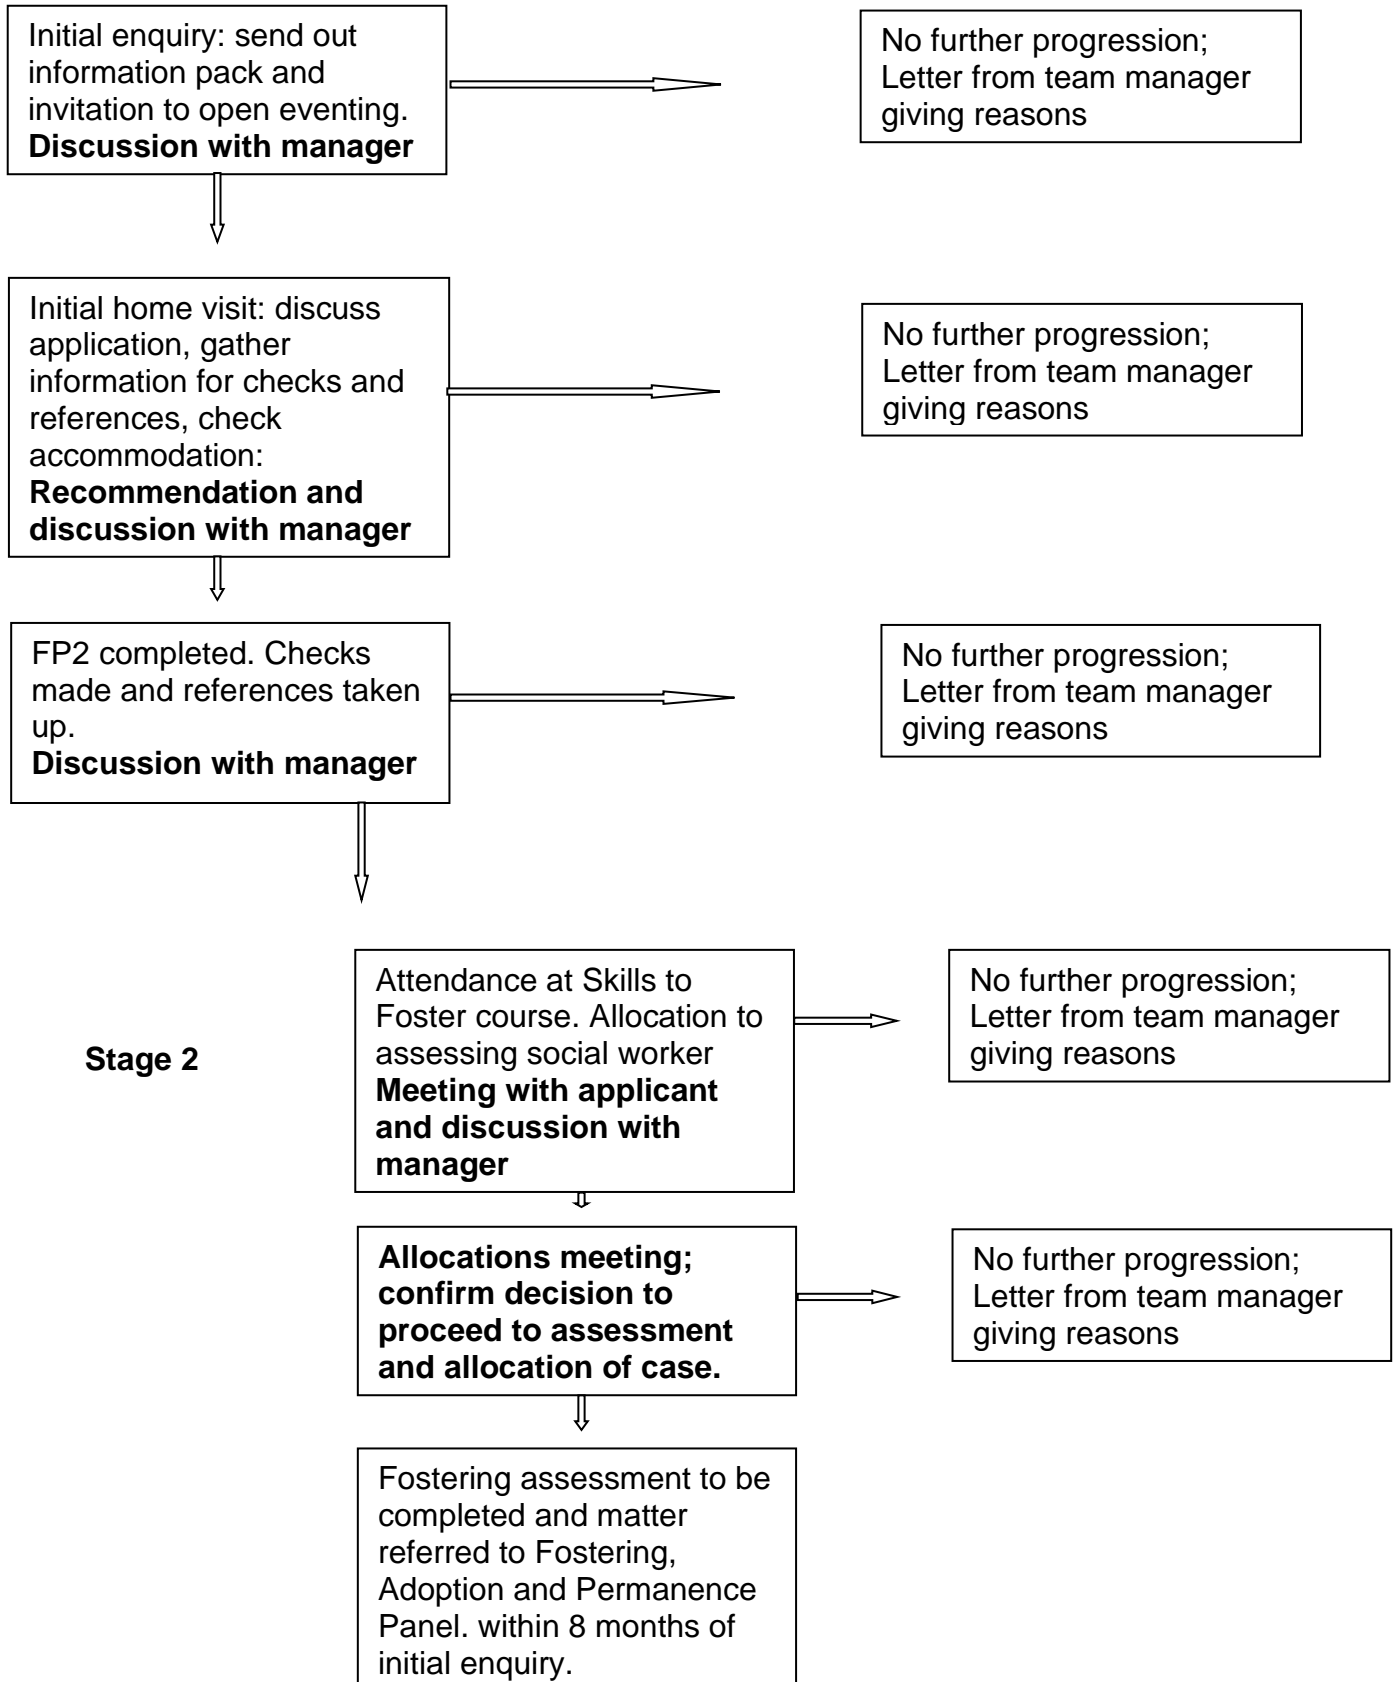 Initial enquiry: send out
information pack and
invitation to open eventing.
Discussion with manager
No further progression;
Letter from team manager
giving reasons
Initial home visit: discuss
application, gather
information for checks and
references, check
accommodation:
Recommendation and
discussion with manager
No further progression;
Letter from team manager
giving reasons
FP2 completed. Checks
made and references taken
up.
Discussion with manager
No further progression;
Letter from team manager
giving reasons
Stage 2
Attendance at Skills to
Foster course. Allocation to
assessing social worker
Meeting with applicant
and discussion with
manager
No further progression;
Letter from team manager
giving reasons
Allocations meeting;
confirm decision to
proceed to assessment
and allocation of case.
No further progression;
Letter from team manager
giving reasons
Fostering assessment to be
completed and matter
referred to Fostering,
Adoption and Permanence
Panel. within 8 months of
initial enquiry.